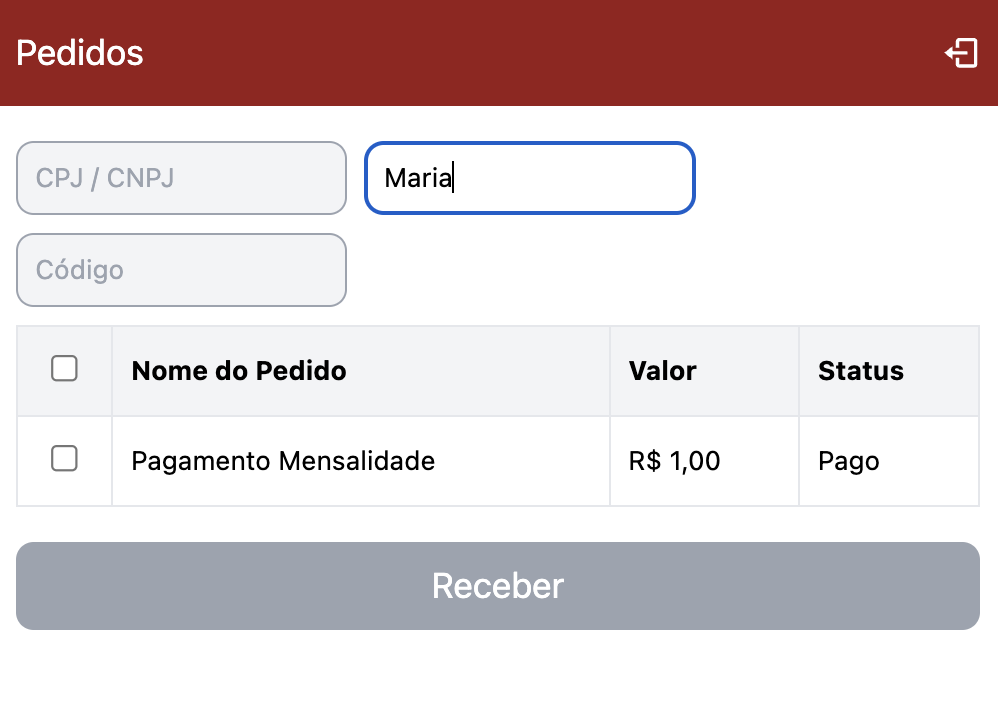 Pedidos
CPJ / CNPJ Maria
Código
Nome do Pedido Valor Status
Pagamento Mensalidade R$ 1,00 Pago
Receber